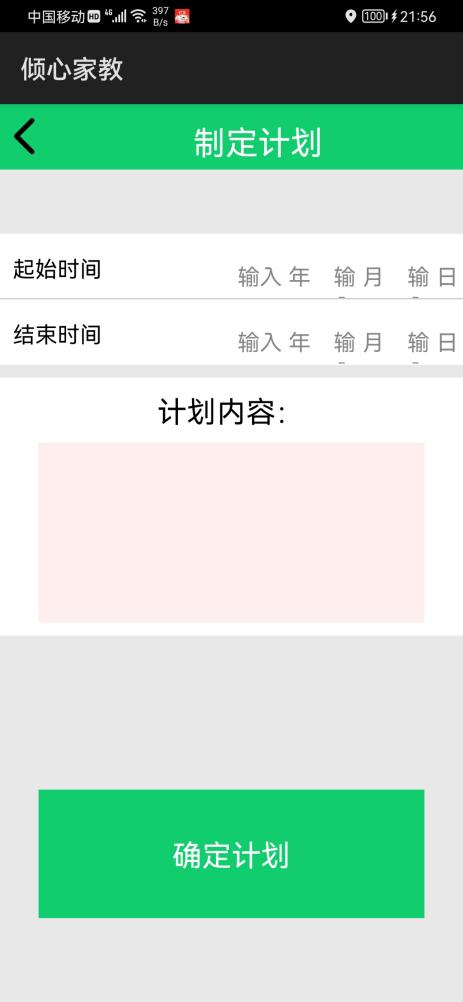 中国移动 HD 4G 397 B/s 100 21:56
倾心家教
制定计划
起始时间 输入 年 输 月 输 日
结束时间 输入 年 输 月 输 日
计划内容：
确定计划